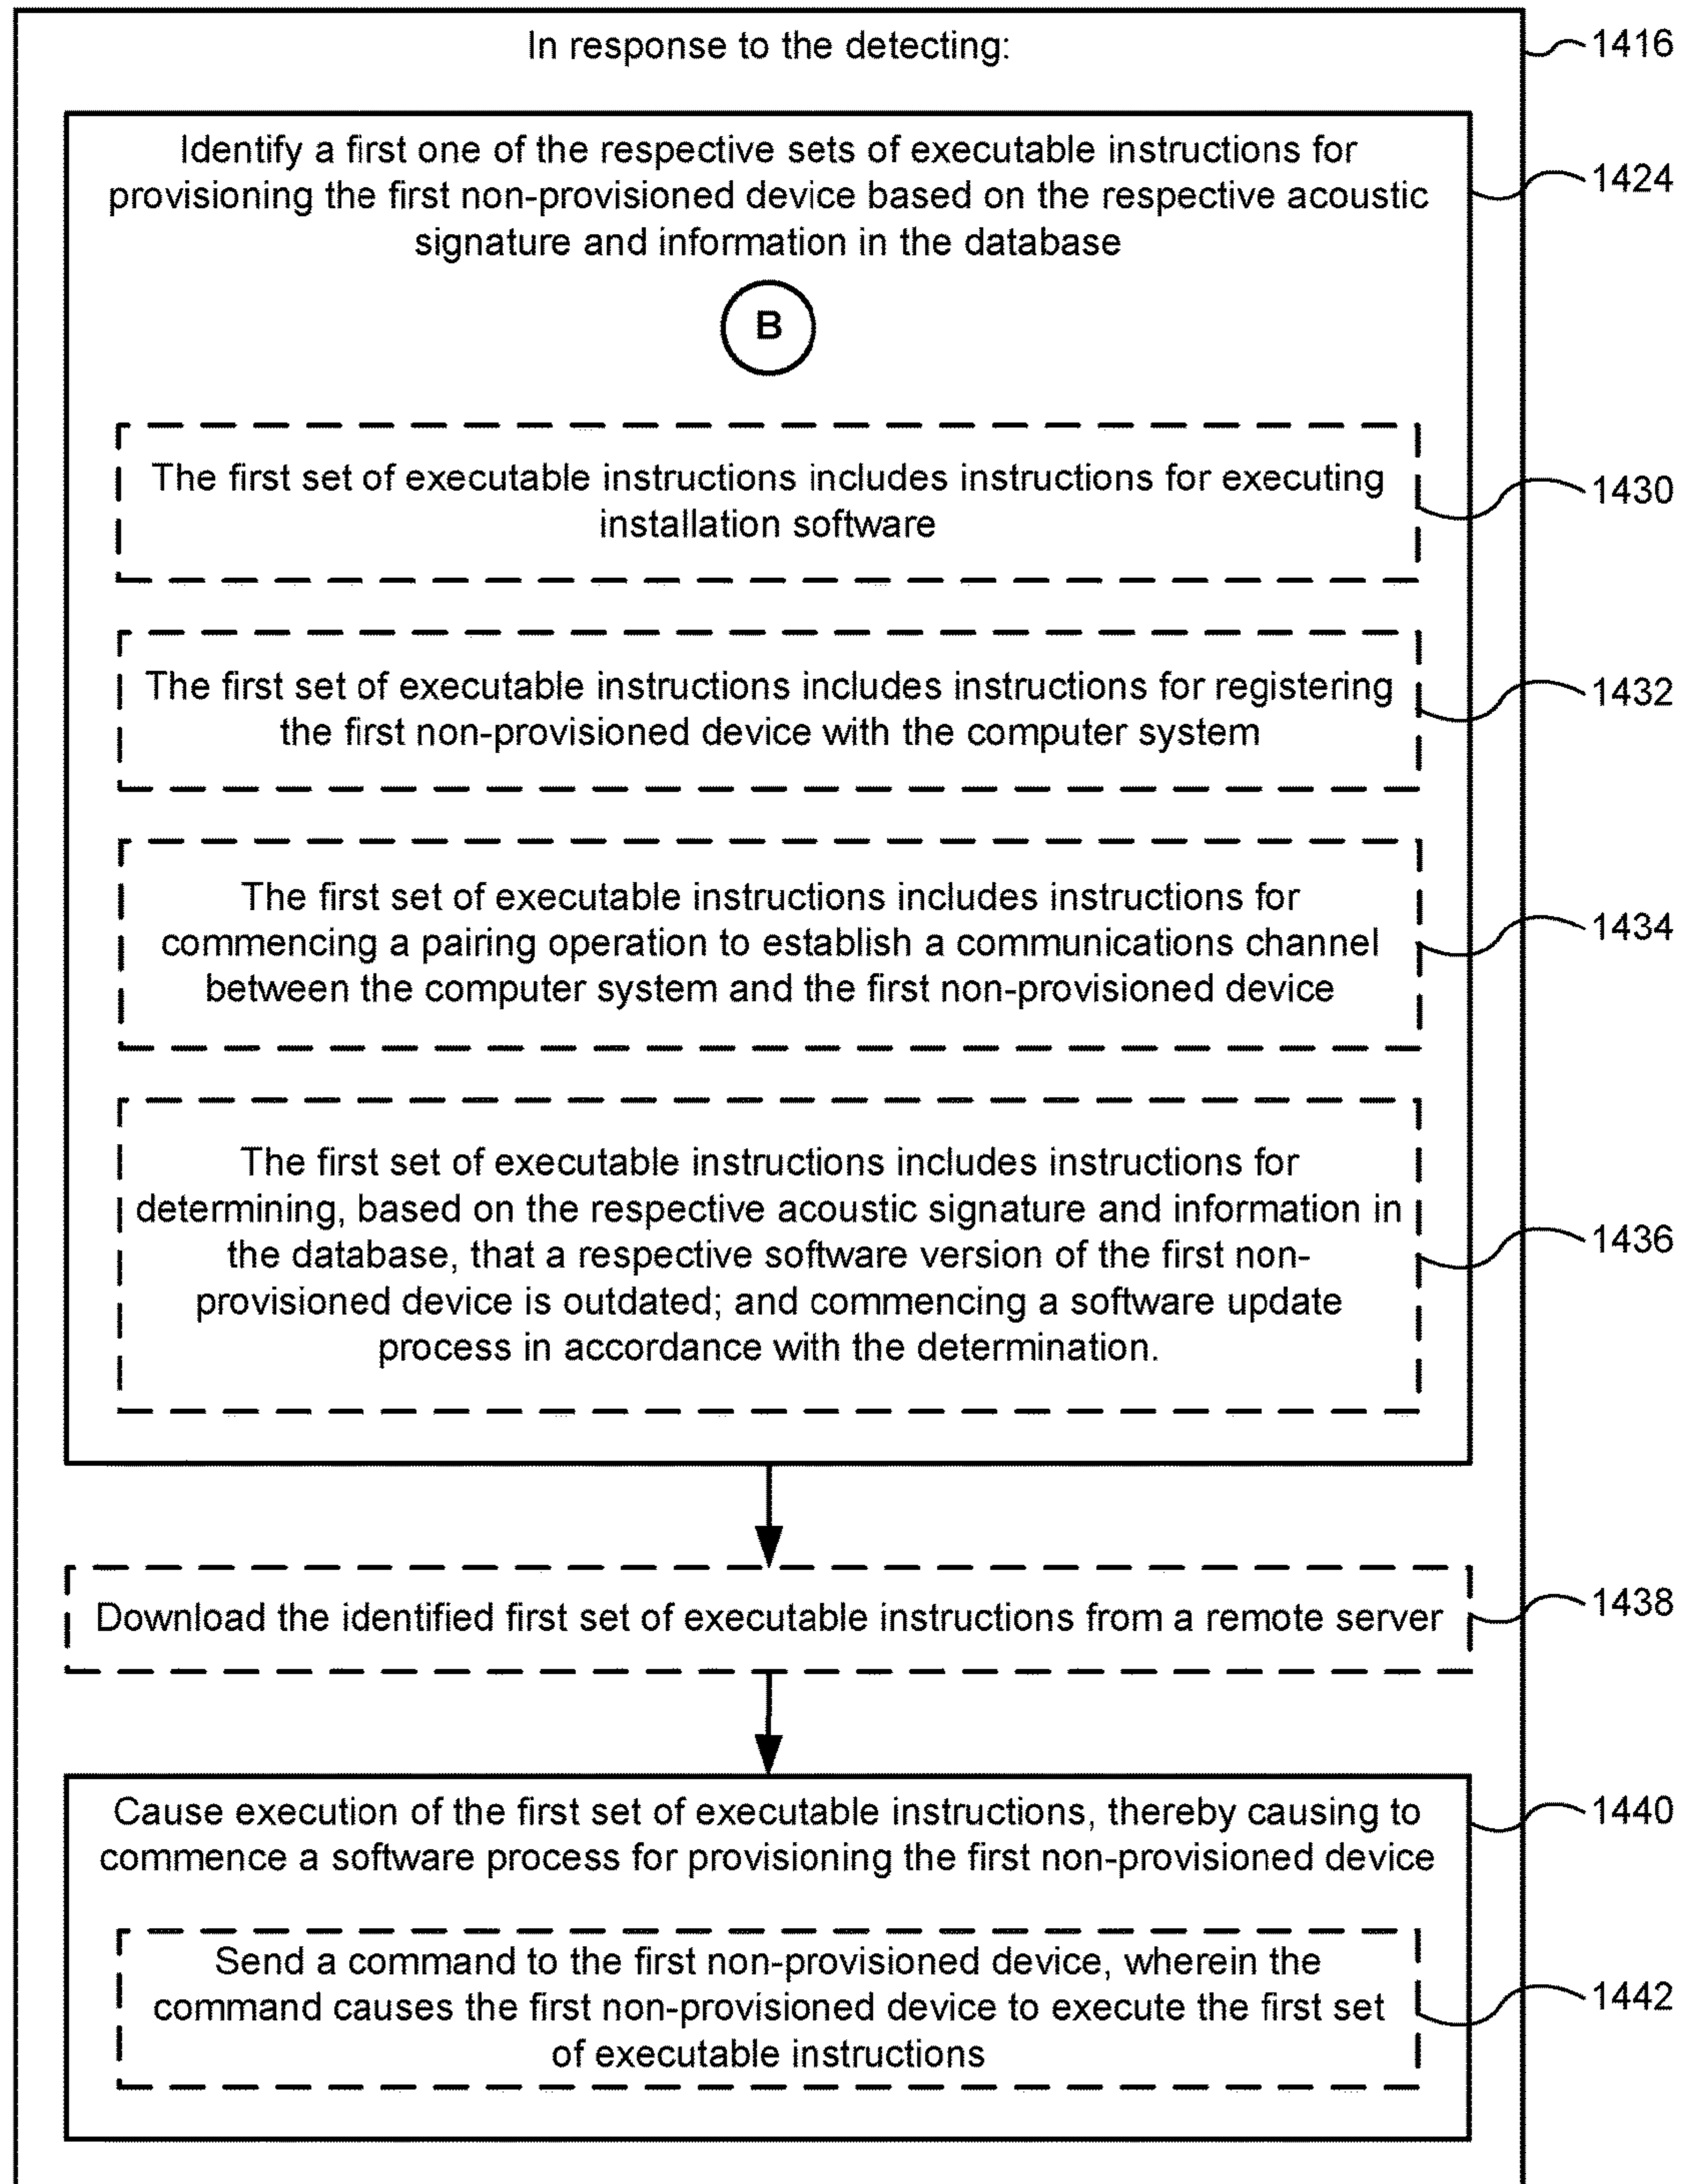 In response to the detecting:
1416
Identify a first one of the respective sets of executable instructions for
provisioning the first non-provisioned device based on the respective acoustic
signature and information in the database
1424
B
The first set of executable instructions includes instructions for executing
installation software
1430
The first set of executable instructions includes instructions for registering
the first non-provisioned device with the computer system
1432
The first set of executable instructions includes instructions for
commencing a pairing operation to establish a communications channel
between the computer system and the first non-provisioned device
1434
The first set of executable instructions includes instructions for
determining, based on the respective acoustic signature and information in
the database, that a respective software version of the first non-
provisioned device is outdated; and commencing a software update
process in accordance with the determination.
1436
Download the identified first set of executable instructions from a remote server
1438
Cause execution of the first set of executable instructions, thereby causing to
commence a software process for provisioning the first non-provisioned device
1440
Send a command to the first non-provisioned device, wherein the
command causes the first non-provisioned device to execute the first set
of executable instructions
1442